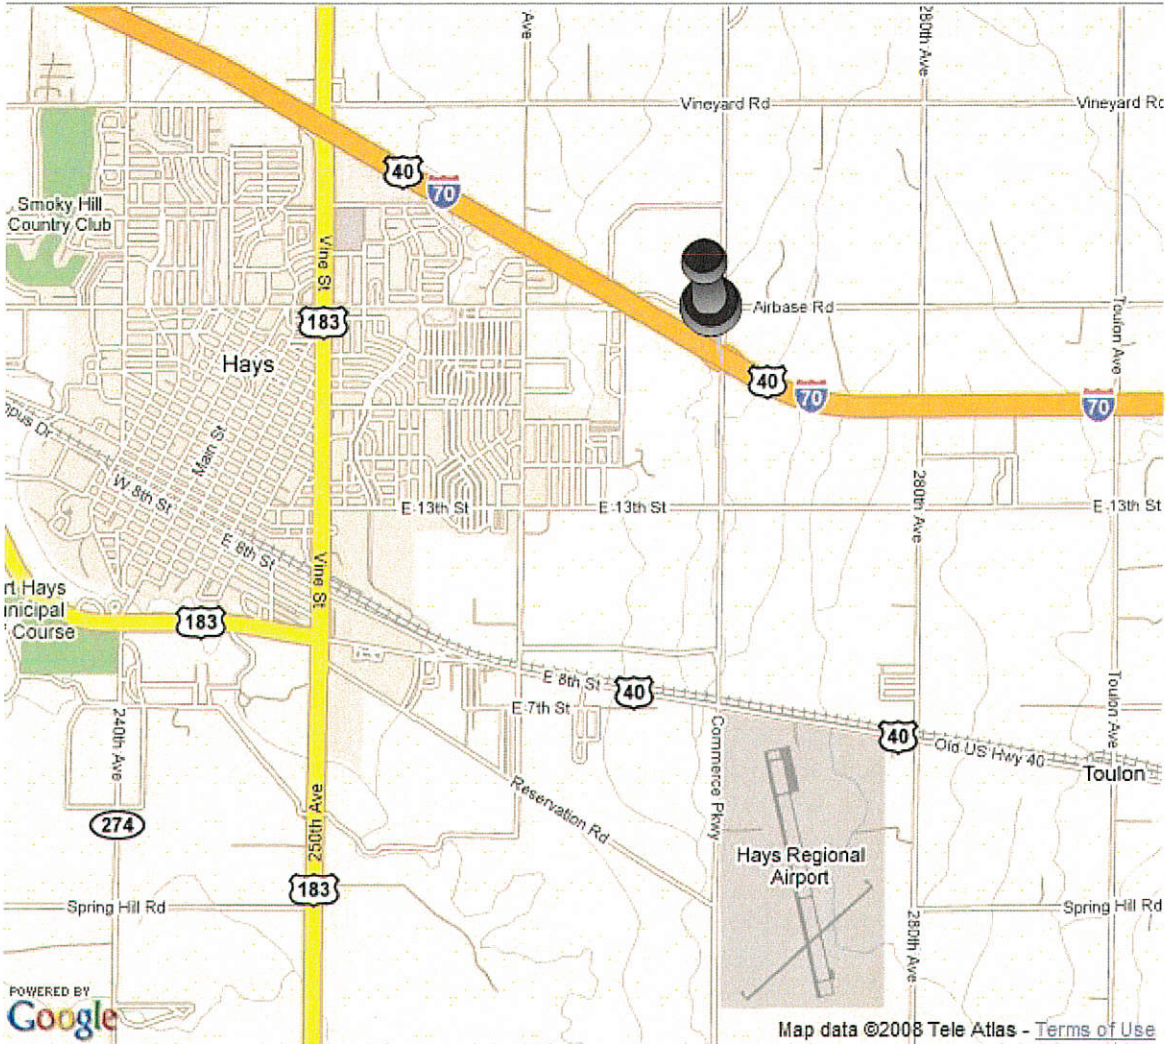 Ave
280th Ave
Vineyard Rd
Vineyard Rd
40
70
Smoky Hill
Country Club
Vine St
183
Airbase Rd
Toulon Ave
Hays
40
70
70
Main St
W 8th St
E 13th St
E 13th St
280th Ave
E 13th St
E 8th St
Vine St
rt Hays
unicipal
Course
183
E 8th St
40
E 7th St
Toulon Ave
240th Ave
Commerce Pkwy
40
Old US Hwy 40
Toulon
274
250th Ave
Reservation Rd
Hays Regional
Airport
183
Spring Hill Rd
280th Ave
Spring Hill Rd
POWERED BY
Google
Map data ©2008 Tele Atlas - Terms of Use